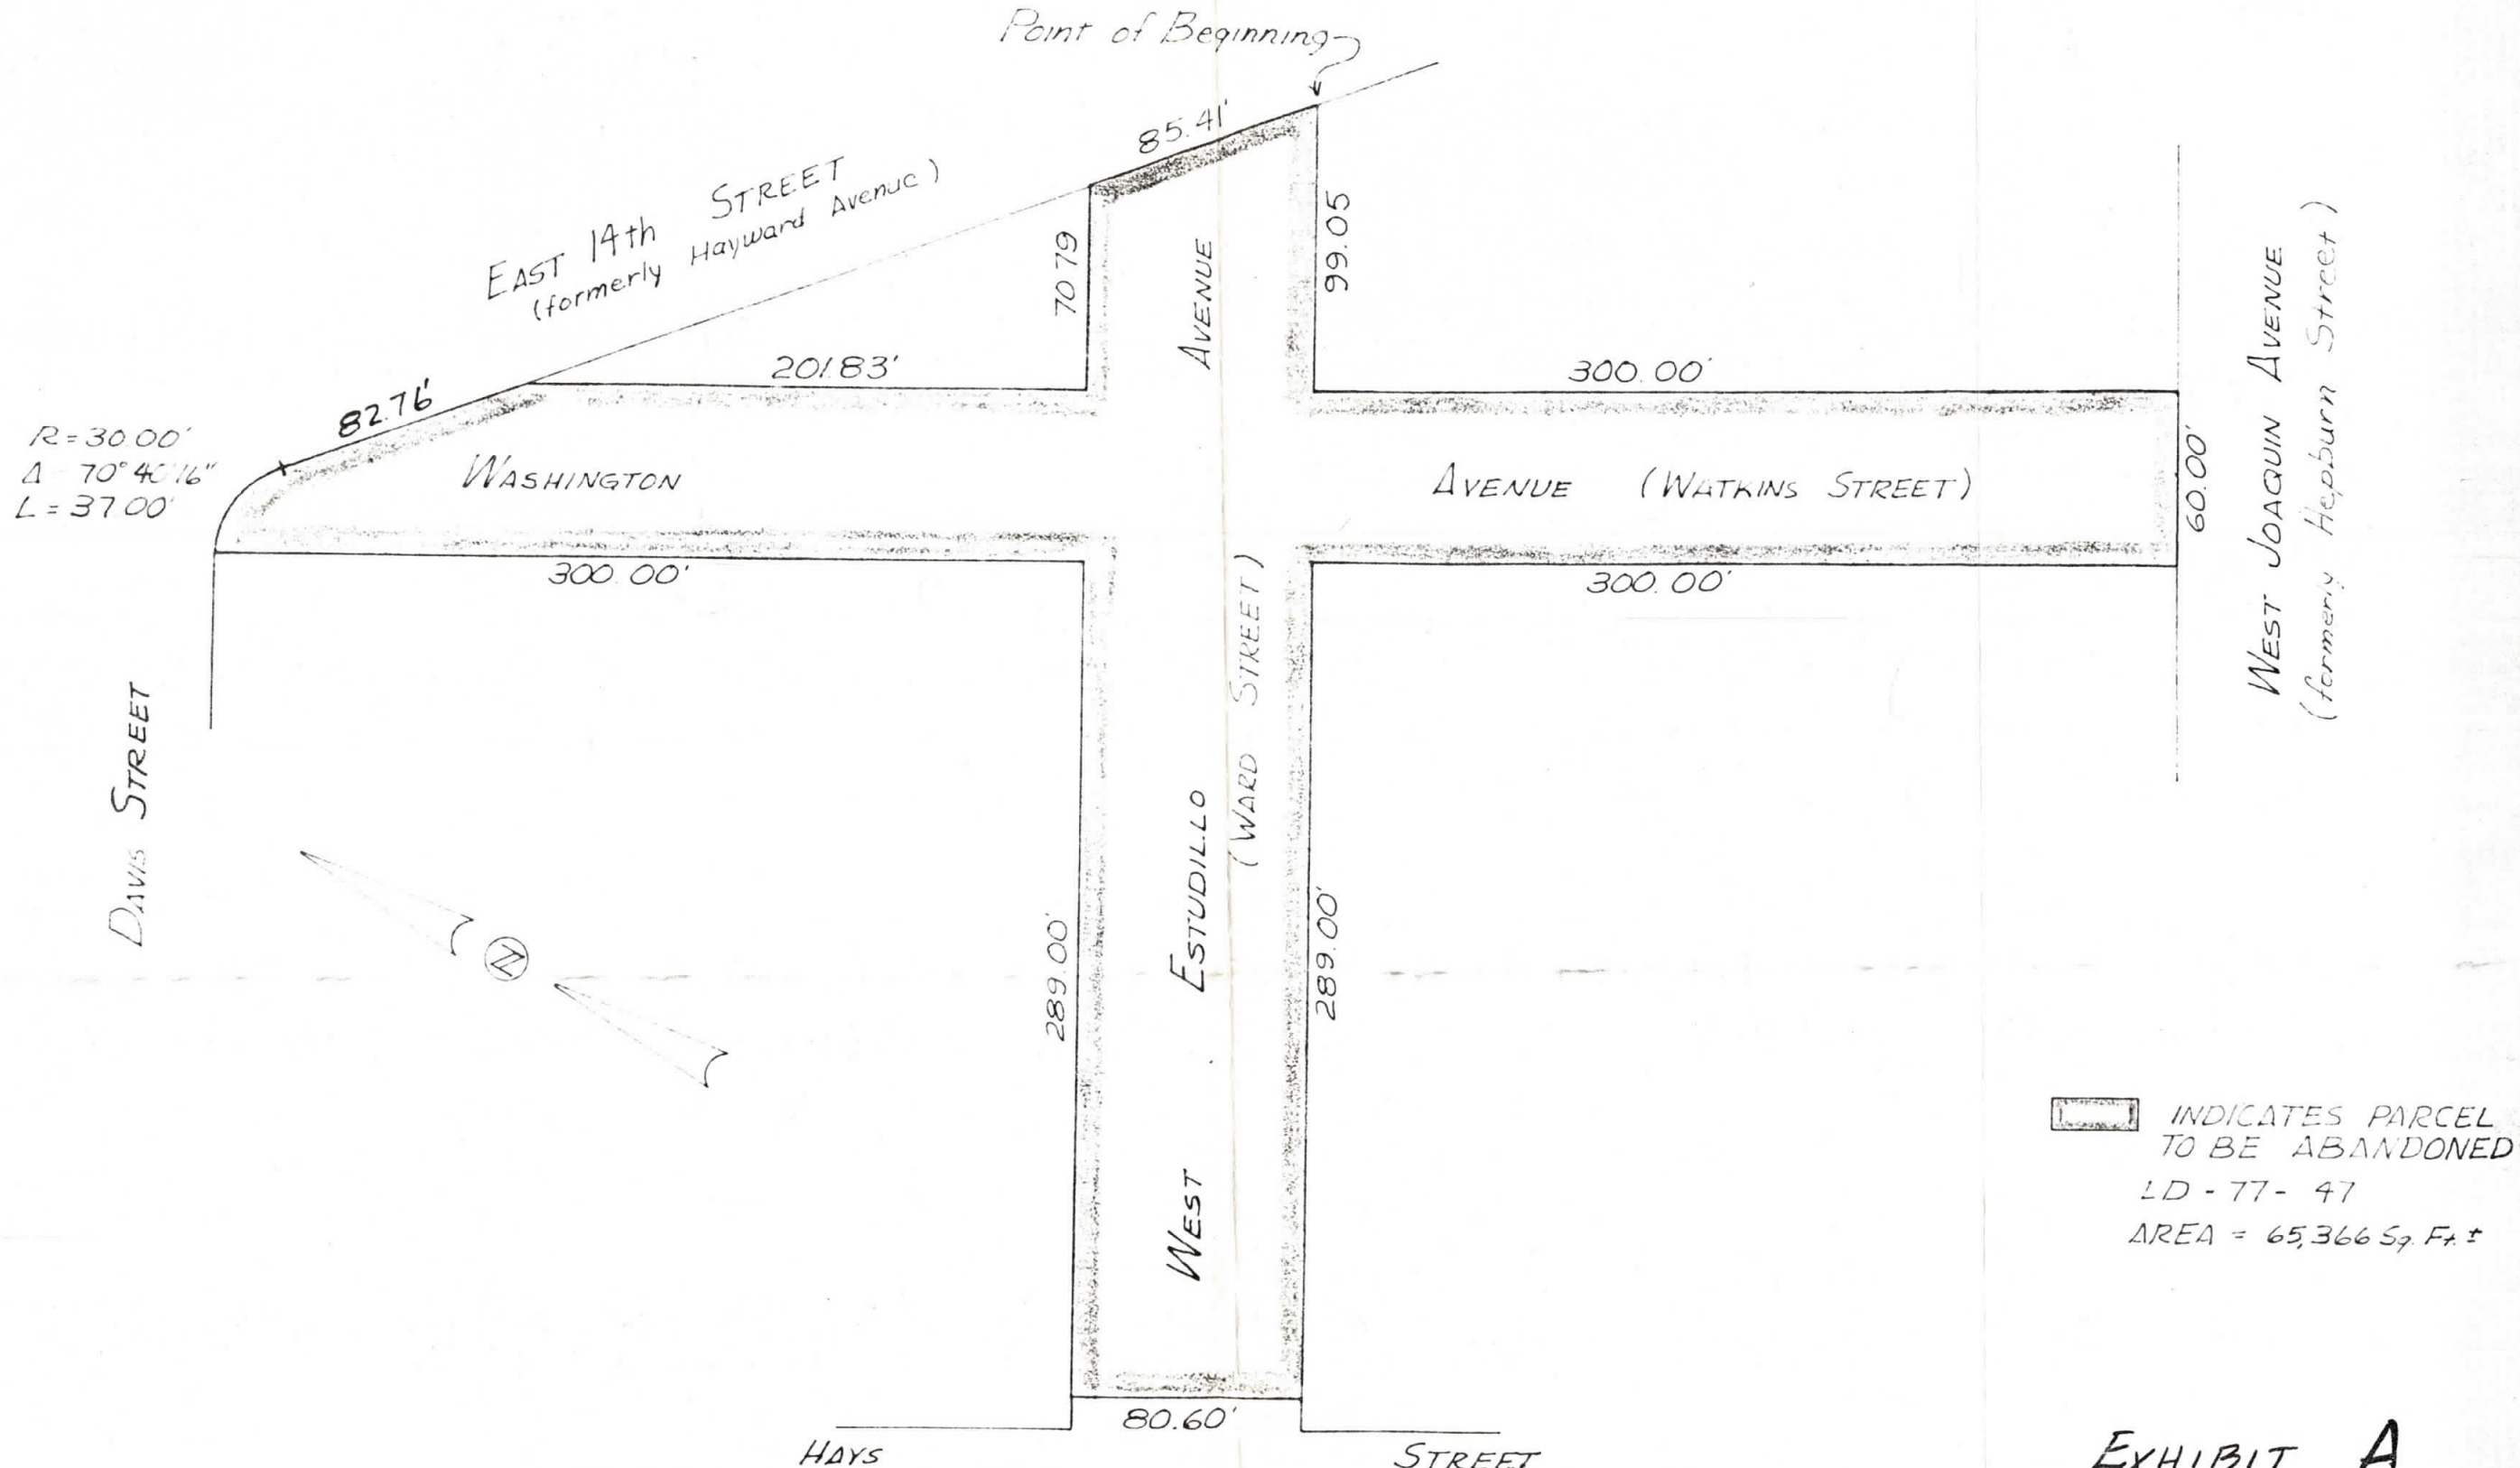 Point of Beginning
85.41'
EAST 14th STREET
(formerly Hayward Avenue)
70 79
AVENUE
99.05
201.83'
300.00'
82.76'
R=30.00'
Δ 70° 40' 16"
L = 37.00'
WASHINGTON
AVENUE (WATKINS STREET)
60.00'
WEST JOAQUIN AVENUE
(formerly Hepburn Street)
300.00'
300.00'
DAVIS STREET
(WARD STREET)
WEST ESTUDILLO
289.00'
289.00'
N
INDICATES PARCEL
TO BE ABANDONED
LD - 77 - 47
AREA = 65,366 Sq. Ft. ±
80.60'
HAYS STREET
EXHIBIT A